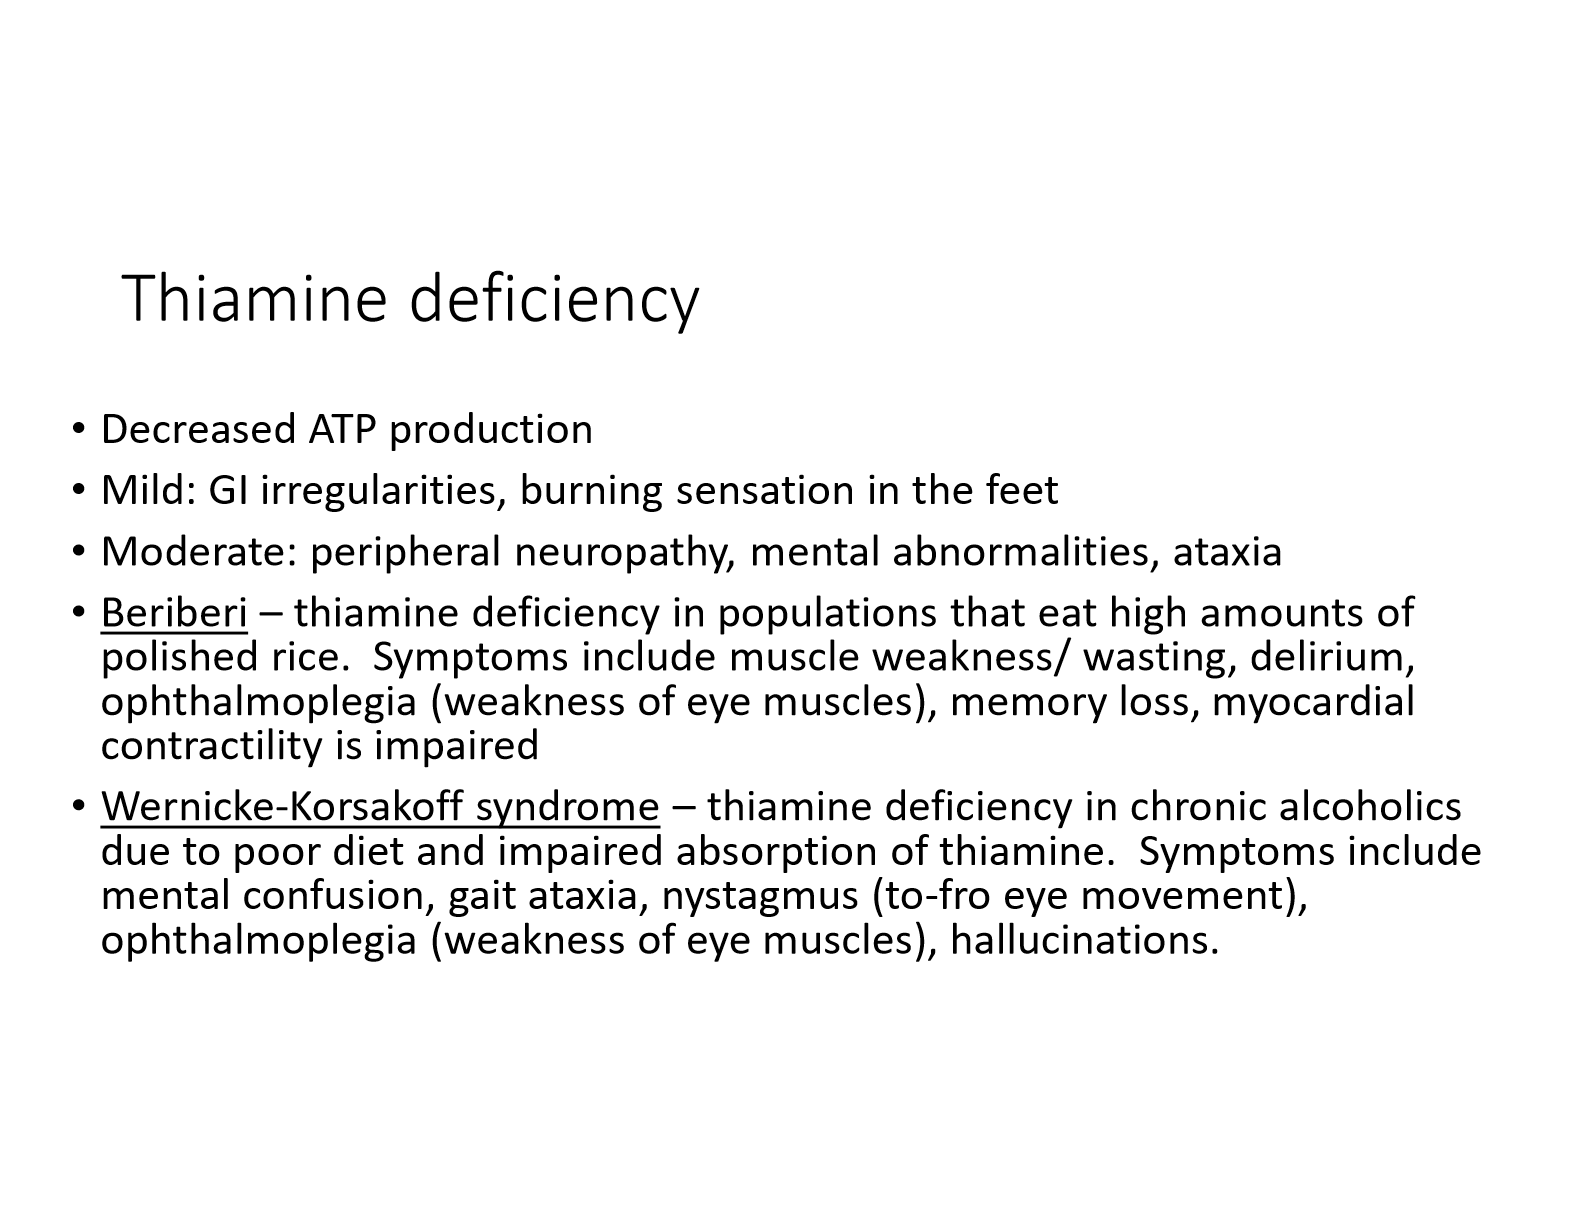 Thiamine deficiency
• Decreased ATP production
• Mild: GI irregularities, burning sensation in the feet
• Moderate: peripheral neuropathy, mental abnormalities, ataxia
• Beriberi – thiamine deficiency in populations that eat high amounts of
polished rice.  Symptoms include muscle weakness/ wasting, delirium,
ophthalmoplegia (weakness of eye muscles), memory loss, myocardial
contractility is impaired
• Wernicke-Korsakoff syndrome – thiamine deficiency in chronic alcoholics
due to poor diet and impaired absorption of thiamine.  Symptoms include
mental confusion, gait ataxia, nystagmus (to-fro eye movement),
ophthalmoplegia (weakness of eye muscles), hallucinations.